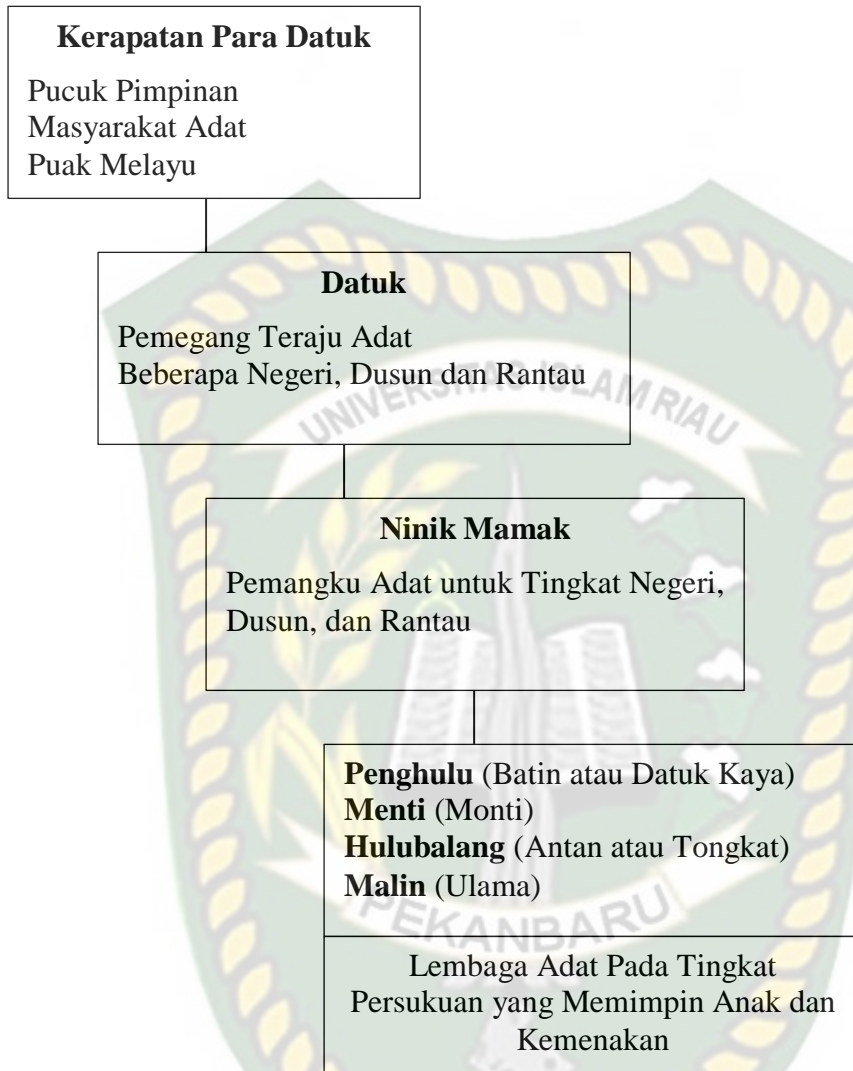 Kerapatan Para Datuk
Pucuk Pimpinan
Masyarakat Adat
Puak Melayu
Datuk
Pemegang Teraju Adat
Beberapa Negeri, Dusun dan Rantau
UNIVERSITAS ISLAM RIAU
Ninik Mamak
Pemangku Adat untuk Tingkat Negeri,
Dusun, dan Rantau
Penghulu (Batin atau Datuk Kaya)
Menti (Monti)
Hulubalang (Antan atau Tongkat)
Malin (Ulama)
PEKANBARU
Lembaga Adat Pada Tingkat
Persukuan yang Memimpin Anak dan
Kemenakan